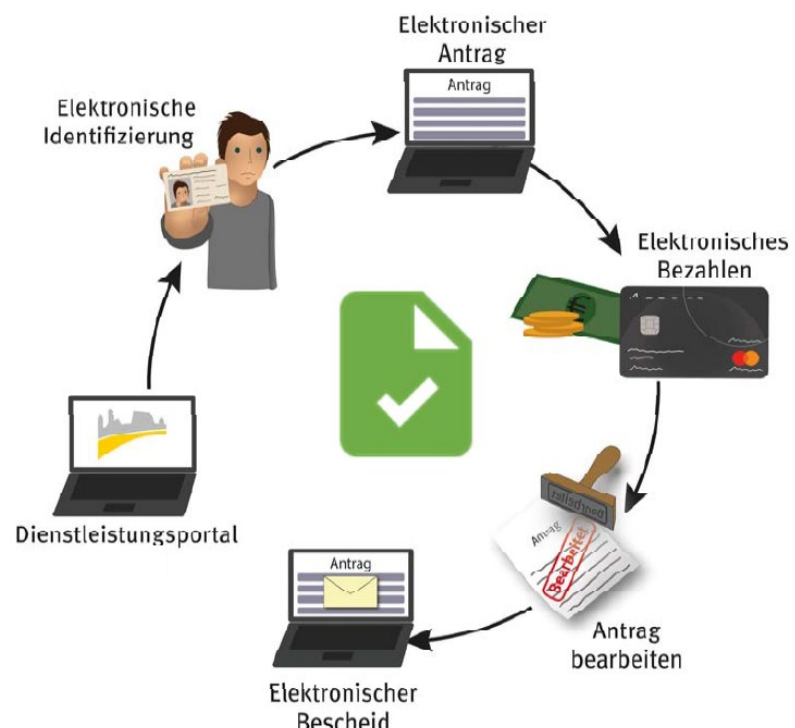 Elektronischer
Antrag
Antrag
Elektronische
Identifizierung
Elektronisches
Bezahlen
Dienstleistungsportal
Antrag
Bearbeitet
Antrag
bearbeiten
Antrag
Elektronischer
Bescheid